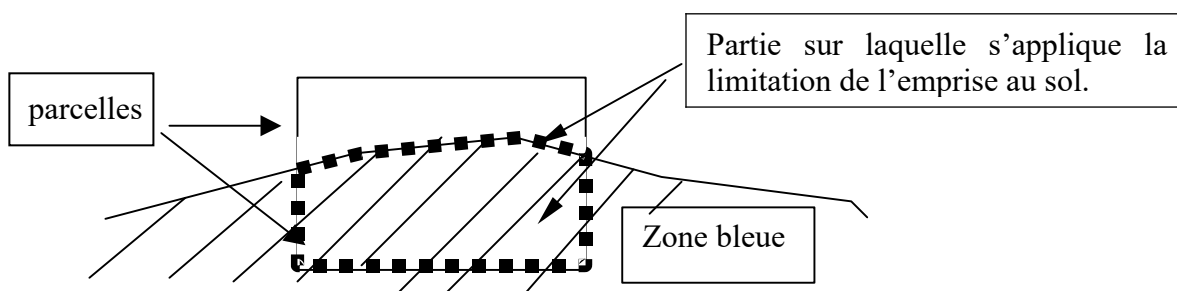 Partie sur laquelle s’applique la
limitation de l’emprise au sol.
parcelles
Zone bleue